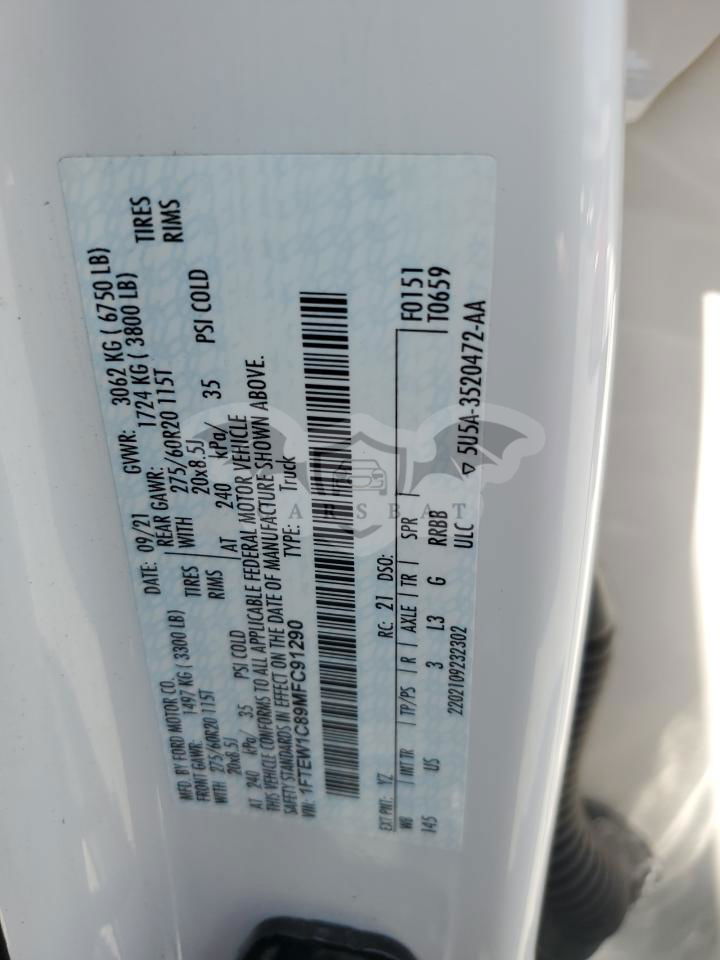 MFD. BY FORD MOTOR CO. DATE: 09/21 GVWR: 3062 KG ( 6750 LB)
FRONT GAWR: 1497 KG ( 3300 LB) REAR GAWR: 1724 KG ( 3800 LB)
WITH 275/60R20 115T TIRES WITH 275/60R20 115T TIRES
20x8.5J RIMS 20x8.5J RIMS
AT 240 kPa/ 35 PSI COLD AT 240 kPa/ 35 PSI COLD
THIS VEHICLE CONFORMS TO ALL APPLICABLE FEDERAL MOTOR VEHICLE
SAFETY STANDARDS IN EFFECT ON THE DATE OF MANUFACTURE SHOWN ABOVE.
VIN: 1FTEW1C89MFC91290 TYPE: Truck
EXT PNT: YZ RC: 21 DSO: F0151
WB INT TR TP/PS R AXLE TR SPR T0659
145 US 3 L3 G RRBB
2202109232302 ULC 5U5A-3520472-AA
ARSBAT